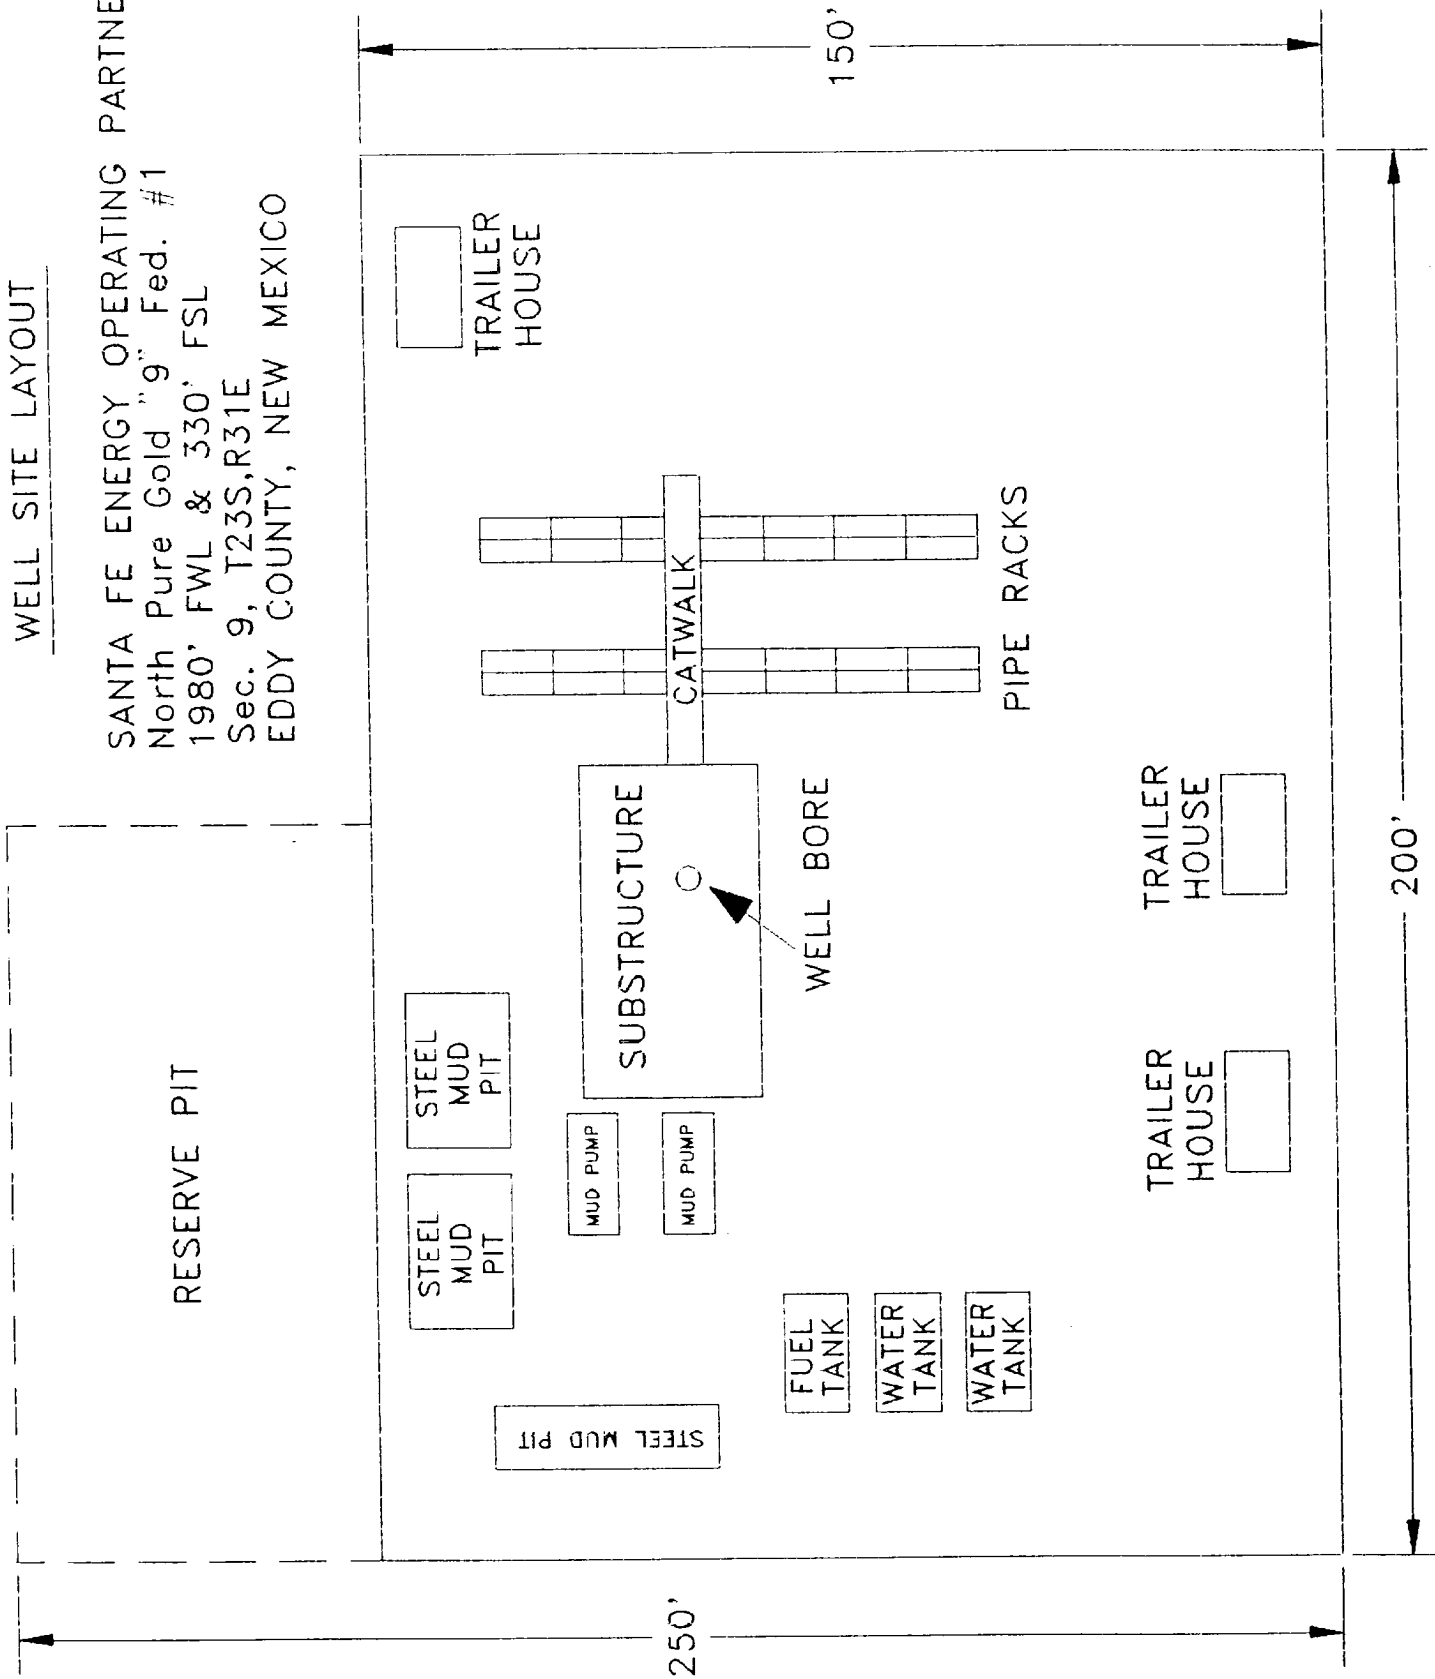 WELL SITE LAYOUT
SANTA FE ENERGY OPERATING PARTNE
North Pure Gold "9" Fed. #1
1980' FWL & 330' FSL
Sec. 9, T23S,R31E
EDDY COUNTY, NEW MEXICO
150'
250'
200'
RESERVE PIT
TRAILER
HOUSE
STEEL
MUD
PIT
STEEL
MUD
PIT
STEEL MUD PIT
MUD PUMP
MUD PUMP
SUBSTRUCTURE
CATWALK
PIPE RACKS
WELL BORE
FUEL
TANK
WATER
TANK
WATER
TANK
TRAILER
HOUSE
TRAILER
HOUSE